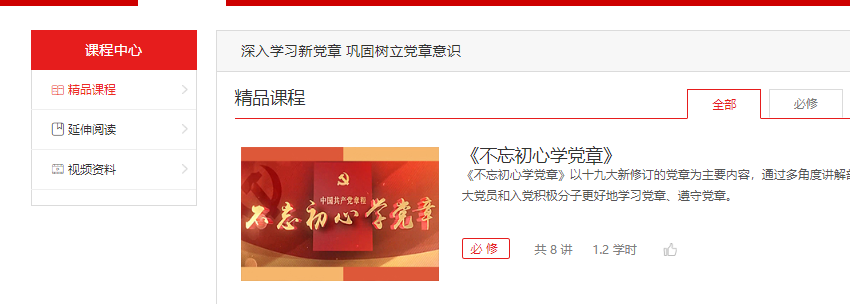 课程中心
精品课程
延伸阅读
视频资料
深入学习新党章 巩固树立党章意识
精品课程
全部
必修
中国共产党章程
不忘初心学党章
《不忘初心学党章》
《不忘初心学党章》以十九大新修订的党章为主要内容，通过多角度讲解
大党员和入党积极分子更好地学习党章、遵守党章。
必修 共 8 讲 1.2 学时